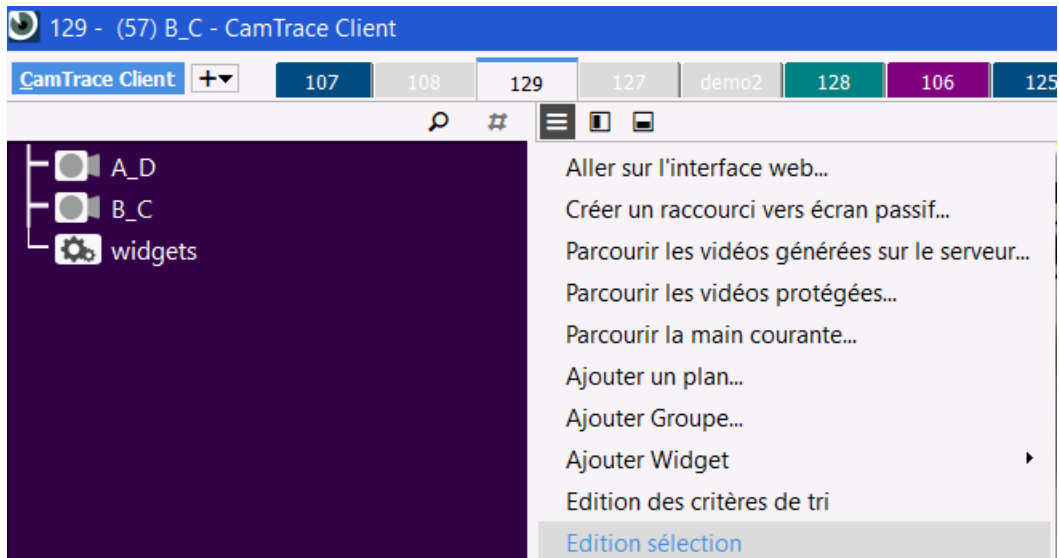 129 - (57) B_C - CamTrace Client
CamTrace Client 107 108 129 127 demo2 128 106 125
A_D
B_C
widgets
Aller sur l'interface web...
Créer un raccourci vers écran passif...
Parcourir les vidéos générées sur le serveur...
Parcourir les vidéos protégées...
Parcourir la main courante...
Ajouter un plan...
Ajouter Groupe...
Ajouter Widget
Edition des critères de tri
Edition sélection